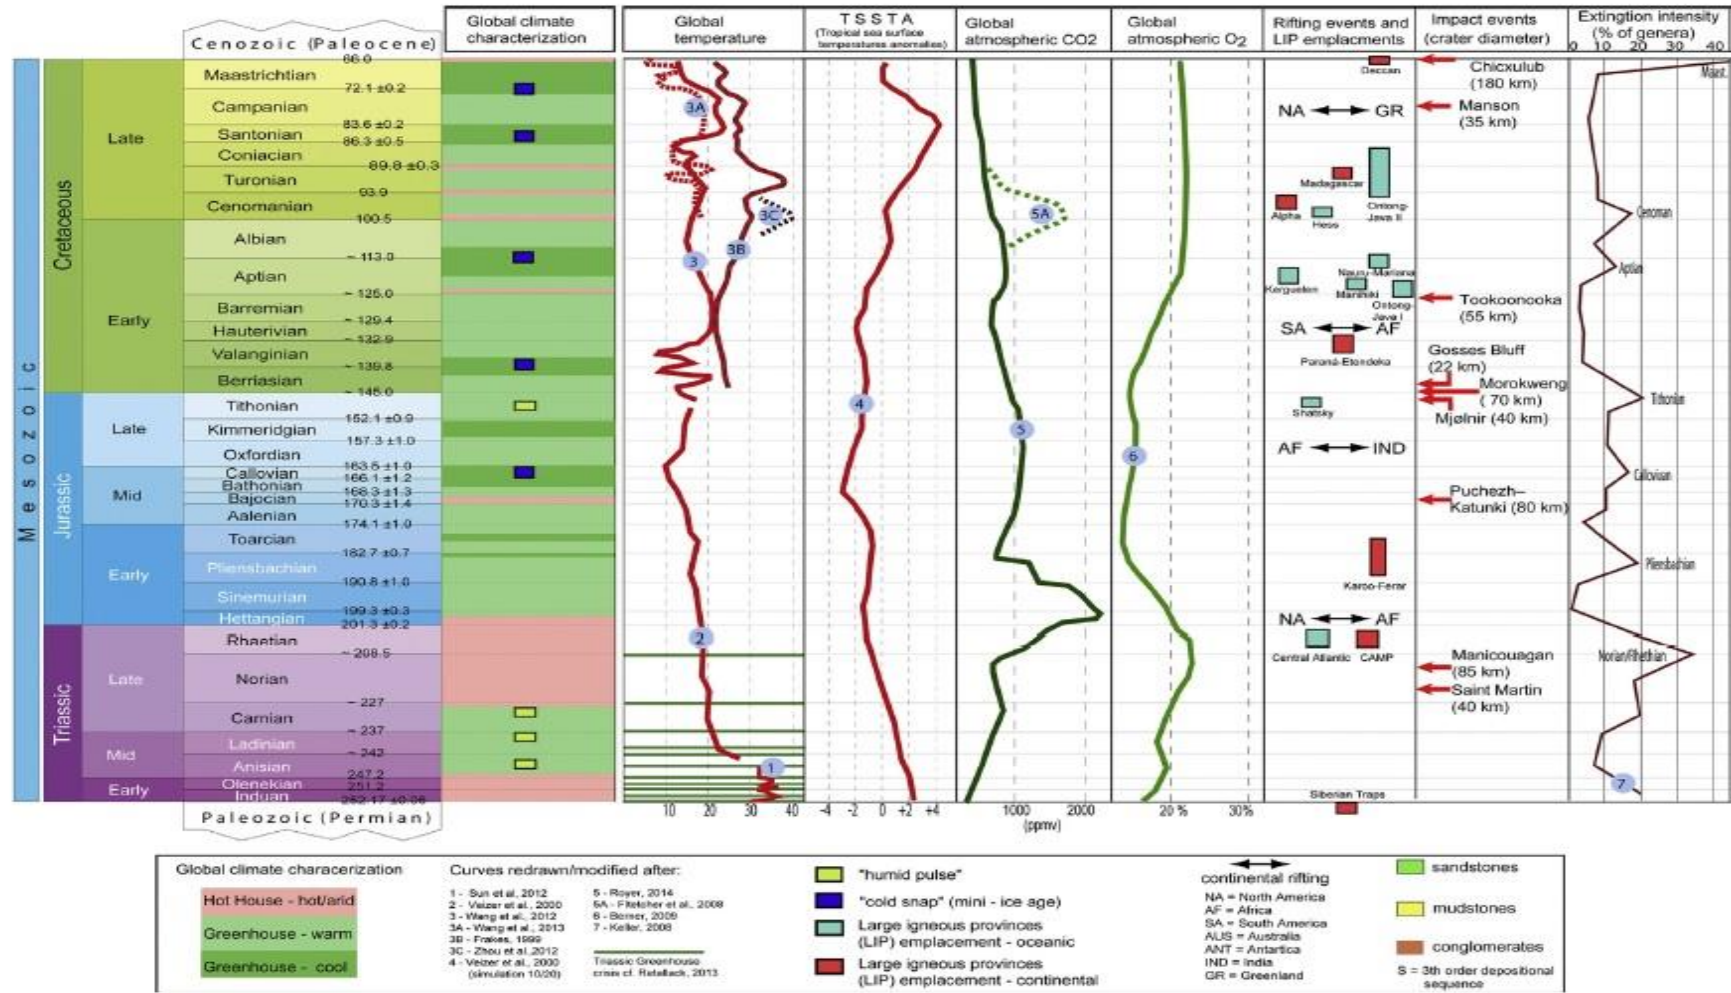 Global climate
characterization
Global
temperature
TSSTA
(Tropical sea surface
temperatures anomalies)
Global
atmospheric CO2
Global
atmospheric O2
Rifting events and
LIP emplacments
Impact events
(crater diameter)
Extingtion intensity
(% of genera)
0 10 20 30 40
Cenozoic (Paleocene)
66.0
Mesozoic
Cretaceous
Late
Maastrichtian
72.1 ±0.2
Campanian
83.6 ±0.2
Santonian
86.3 ±0.5
Coniacian
89.8 ±0.3
Turonian
93.9
Cenomanian
100.5
Early
Albian
~ 113.0
Aptian
~ 125.0
Barremian
~ 129.4
Hauterivian
~ 132.9
Valanginian
~ 139.8
Berriasian
~ 145.0
Jurassic
Late
Tithonian
152.1 ±0.9
Kimmeridgian
157.3 ±1.0
Oxfordian
163.5 ±1.0
Mid
Callovian
166.1 ±1.2
Bathonian
168.3 ±1.3
Bajocian
170.3 ±1.4
Aalenian
174.1 ±1.0
Early
Toarcian
182.7 ±0.7
Pliensbachian
190.8 ±1.0
Sinemurian
199.3 ±0.3
Hettangian
201.3 ±0.2
Triassic
Late
Rhaetian
~ 208.5
Norian
~ 227
Carnian
~ 237
Mid
Ladinian
~ 242
Anisian
247.2
Early
Olenekian
251.2
Induan
252.17 ±0.06
Paleozoic (Permian)
3A
3C
3B
3
2
1
10 20 30 40
4
-4 -2 0 +2 +4
5A
5
1000 2000
(ppmv)
6
20 % 30%
Deccan
NA GR
Madagascar
Ontong-
Java II
Alpha
Hess
Nauru-Mariana
Kerguelen
Manihiki
Ontong-
Java I
SA AF
Paraná-Etendeka
Shatsky
AF IND
Karoo-Ferar
NA AF
Central Atlantic
CAMP
Siberian Traps
Chicxulub
(180 km)
Manson
(35 km)
Tookoonooka
(55 km)
Gosses Bluff
(22 km)
Morokweng
( 70 km)
Mjølnir (40 km)
Puchezh–
Katunki (80 km)
Manicouagan
(85 km)
Saint Martin
(40 km)
Maast.
Cenoman
Aptian
Tithonian
Callovian
Pliensbachian
Norian/Rhethian
7
Global climate characerization
Hot House - hot/arid
Greenhouse - warm
Greenhouse - cool
Curves redrawn/modified after:
1 - Sun et al, 2012
2 - Veizer et al., 2000
3 - Wang et al., 2012
3A - Wang et al., 2013
3B - Frakes, 1999
3C - Zhou et al, 2012
4 - Veizer et al., 2000
(simulation 10/20)
5 - Royer, 2014
5A - Fltetcher et al., 2008
6 - Berner, 2009
7 - Keller, 2008
Triassic Greenhouse
crisis cf. Retallack, 2013
"humid pulse"
"cold snap" (mini - ice age)
Large igneous provinces
(LIP) emplacement - oceanic
Large igneous provinces
(LIP) emplacement - continental
continental rifting
NA = North America
AF = Africa
SA = South America
AUS = Australia
ANT = Antartica
IND = India
GR = Greenland
sandstones
mudstones
conglomerates
S = 3th order depositional
sequence